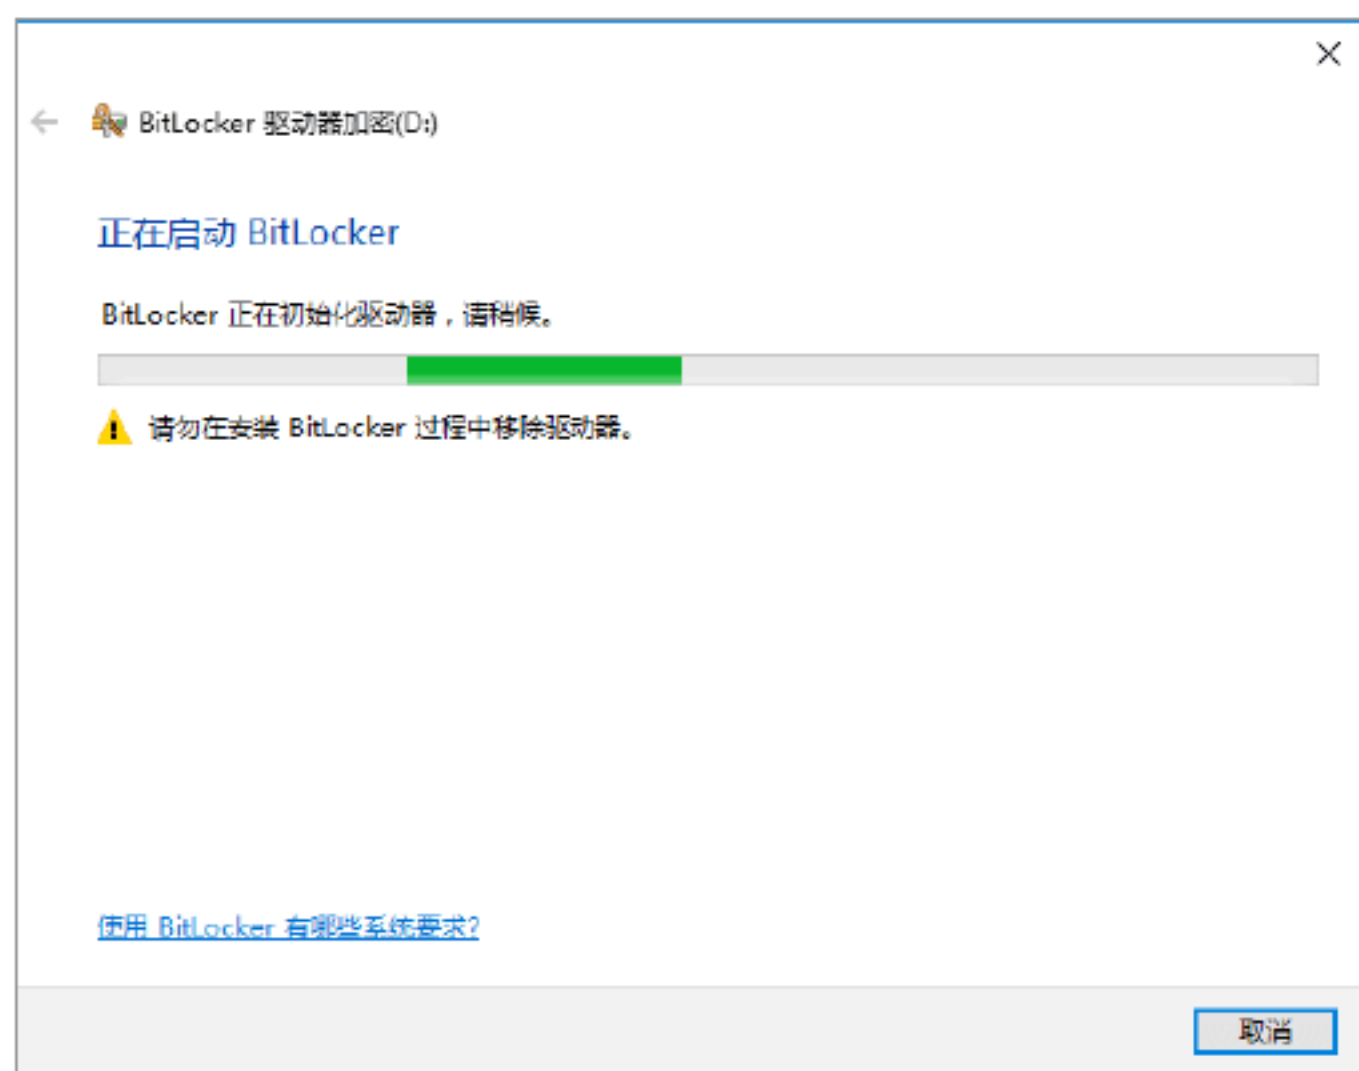 BitLocker 驱动器加密(D:)
正在启动 BitLocker
BitLocker 正在初始化驱动器，请稍候。
请勿在安装 BitLocker 过程中移除驱动器。
使用 BitLocker 有哪些系统要求?
取消